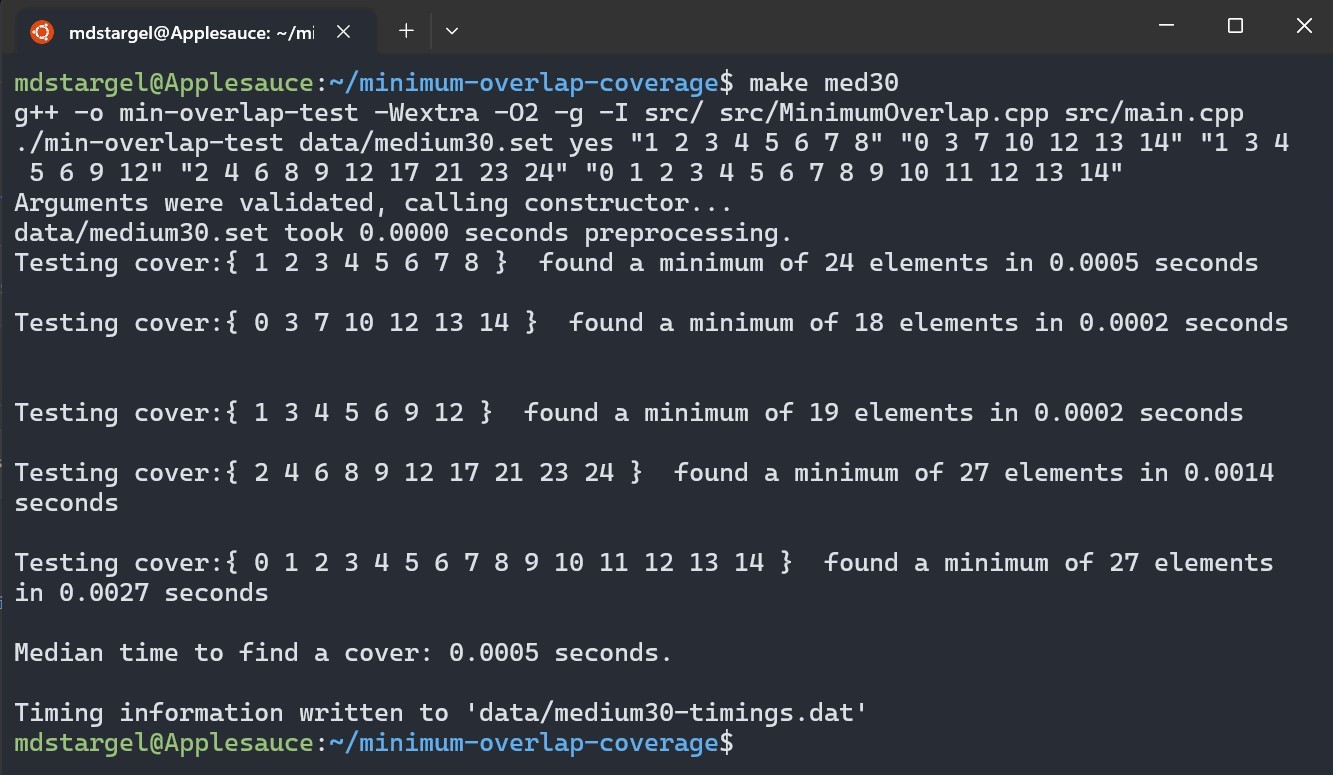 mdstargel@Applesauce: ~/mi
mdstargel@Applesauce:~/minimum-overlap-coverage$ make med30
g++ -o min-overlap-test -Wextra -O2 -g -I src/ src/MinimumOverlap.cpp src/main.cpp
./min-overlap-test data/medium30.set yes "1 2 3 4 5 6 7 8" "0 3 7 10 12 13 14" "1 3 4
 5 6 9 12" "2 4 6 8 9 12 17 21 23 24" "0 1 2 3 4 5 6 7 8 9 10 11 12 13 14"
Arguments were validated, calling constructor...
data/medium30.set took 0.0000 seconds preprocessing.
Testing cover:{ 1 2 3 4 5 6 7 8 }  found a minimum of 24 elements in 0.0005 seconds
Testing cover:{ 0 3 7 10 12 13 14 }  found a minimum of 18 elements in 0.0002 seconds
Testing cover:{ 1 3 4 5 6 9 12 }  found a minimum of 19 elements in 0.0002 seconds
Testing cover:{ 2 4 6 8 9 12 17 21 23 24 }  found a minimum of 27 elements in 0.0014
seconds
Testing cover:{ 0 1 2 3 4 5 6 7 8 9 10 11 12 13 14 }  found a minimum of 27 elements
in 0.0027 seconds
Median time to find a cover: 0.0005 seconds.
Timing information written to 'data/medium30-timings.dat'
mdstargel@Applesauce:~/minimum-overlap-coverage$